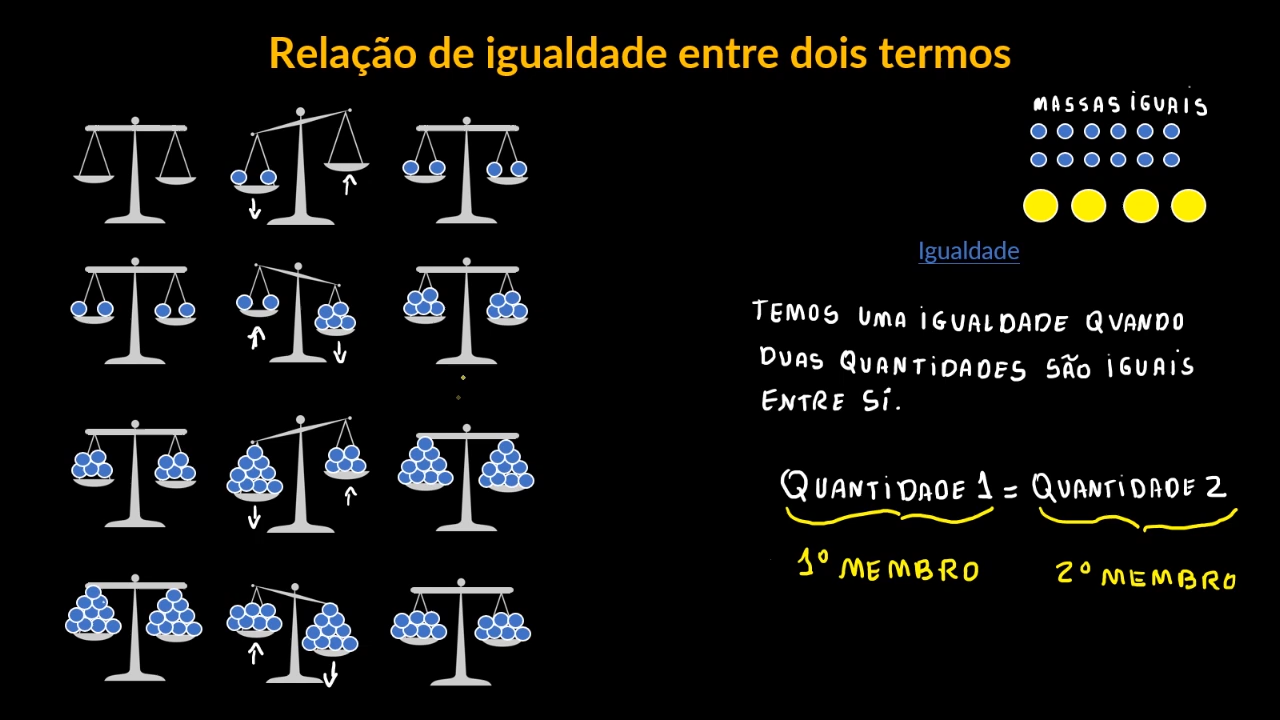 Relação de igualdade entre dois termos
MASSAS IGUAIS
Igualdade
TEMOS UMA IGUALDADE QUANDO
DUAS QUANTIDADES SÃO IGUAIS
ENTRE SÍ.
QUANTIDADE 1 = QUANTIDADE 2
1º MEMBRO 2º MEMBRO